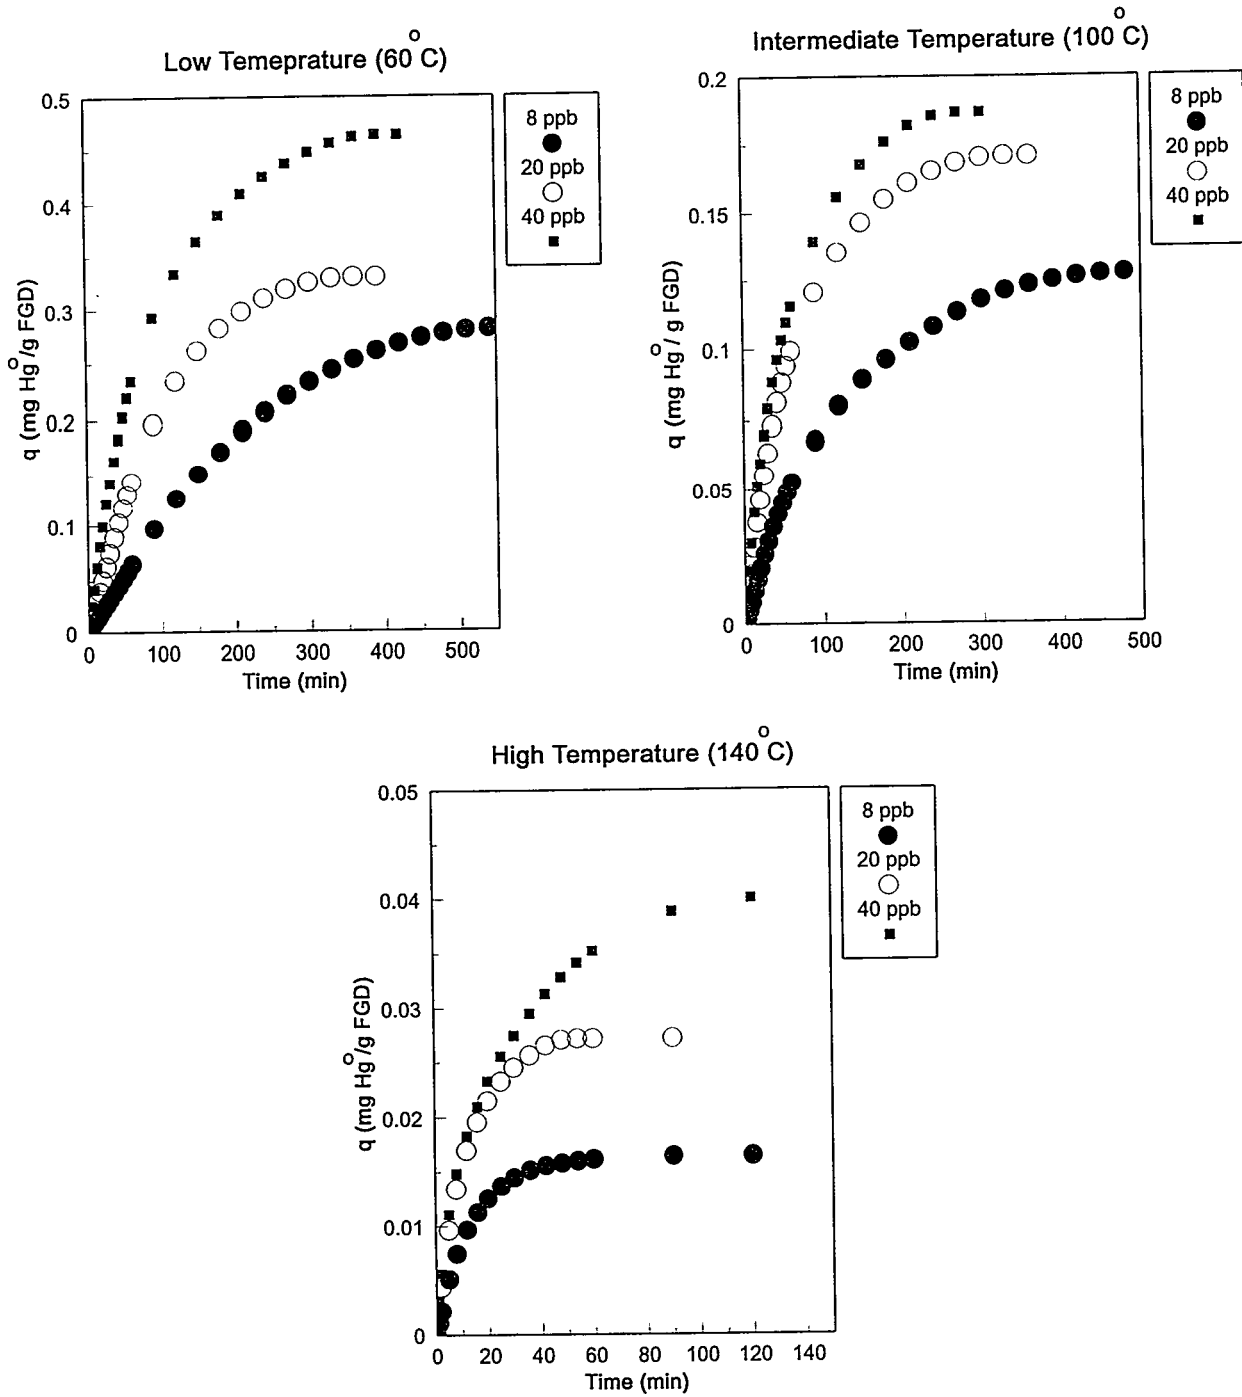 Low Temeprature (60°C)
0.5
0.4
0.3
0.2
0.1
0
q (mg Hg°/g FGD)
0 100 200 300 400 500
Time (min)
8 ppb
20 ppb
40 ppb
Intermediate Temperature (100°C)
0.2
0.15
0.1
0.05
0
q (mg Hg°/ g FGD)
0 100 200 300 400 500
Time (min)
8 ppb
20 ppb
40 ppb
High Temperature (140°C)
0.05
0.04
0.03
0.02
0.01
0
q (mg Hg°/g FGD)
0 20 40 60 80 100 120 140
Time (min)
8 ppb
20 ppb
40 ppb